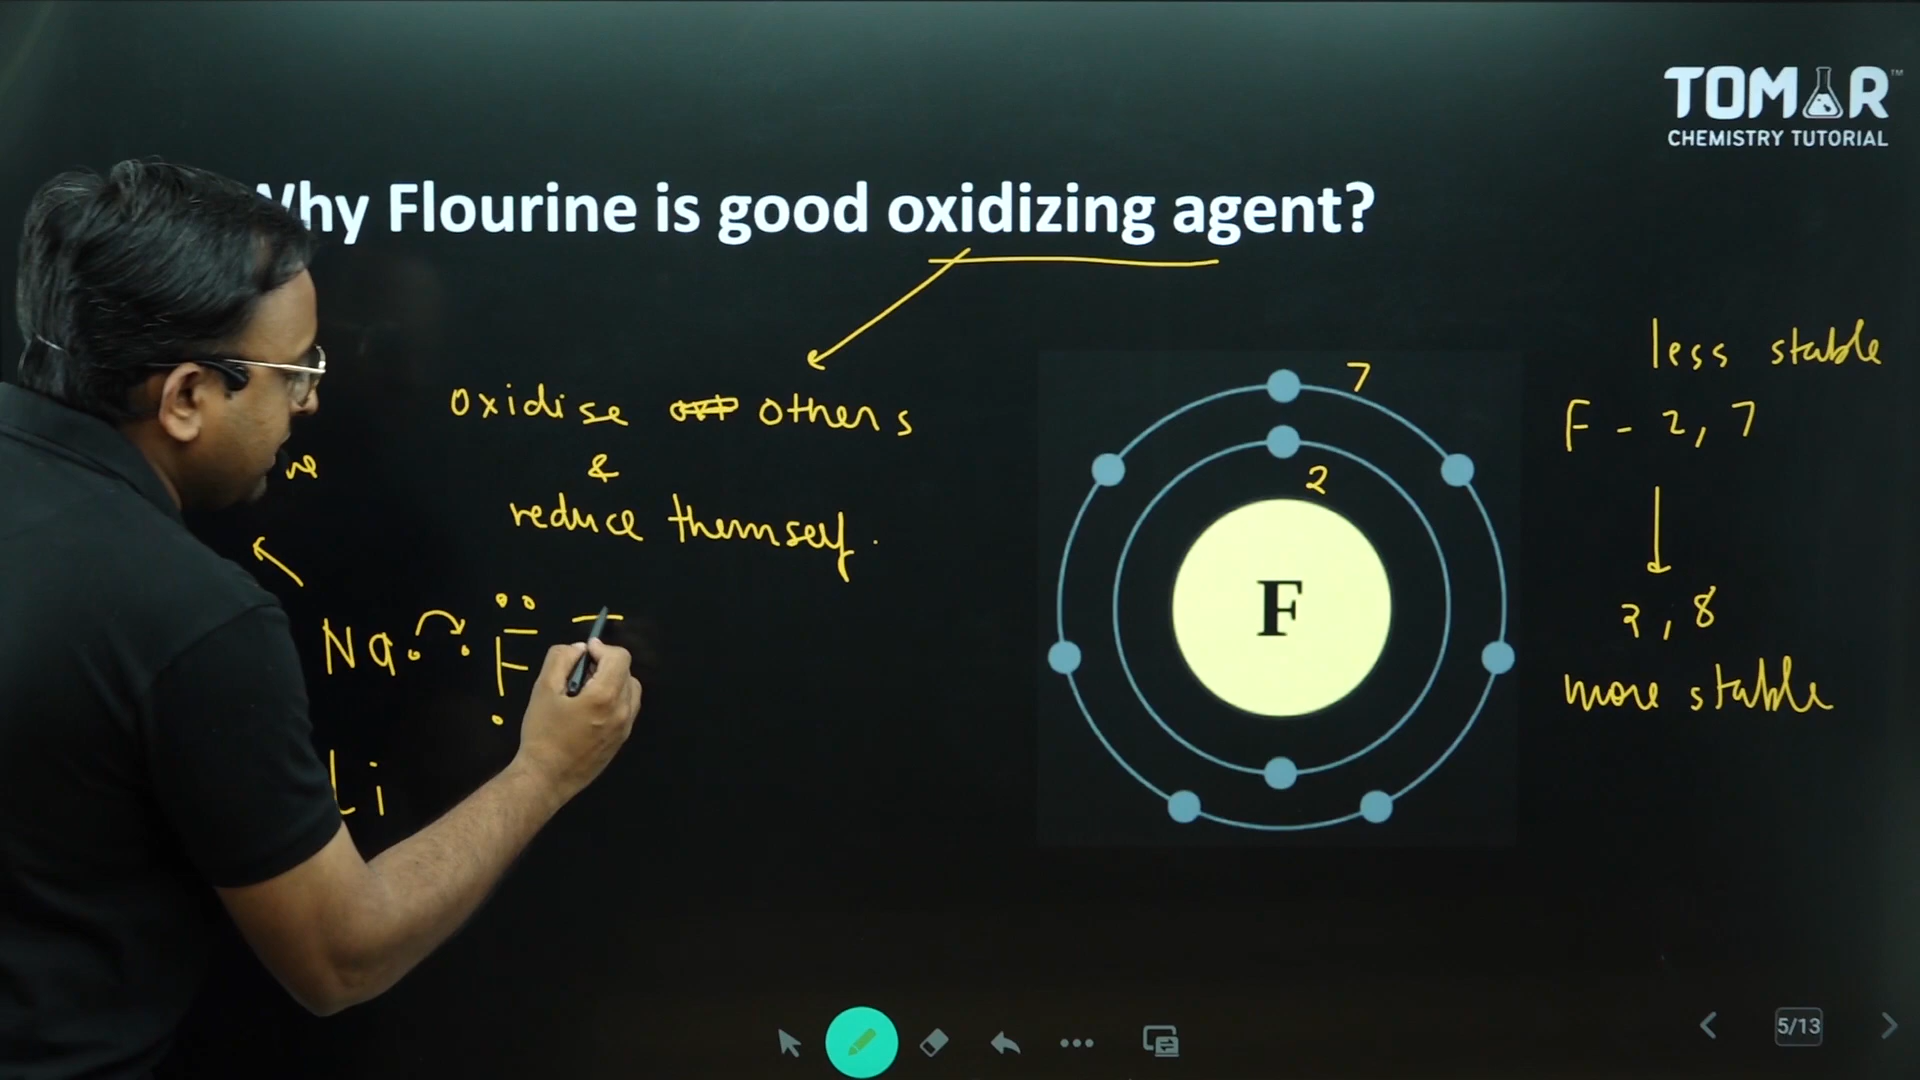 TOMAR™
CHEMISTRY TUTORIAL
Why Flourine is good oxidizing agent?
oxidise others
&
reduce themself.
Na F
Li
7
2
F
less stable
F - 2, 7
2, 8
more stable
5/13